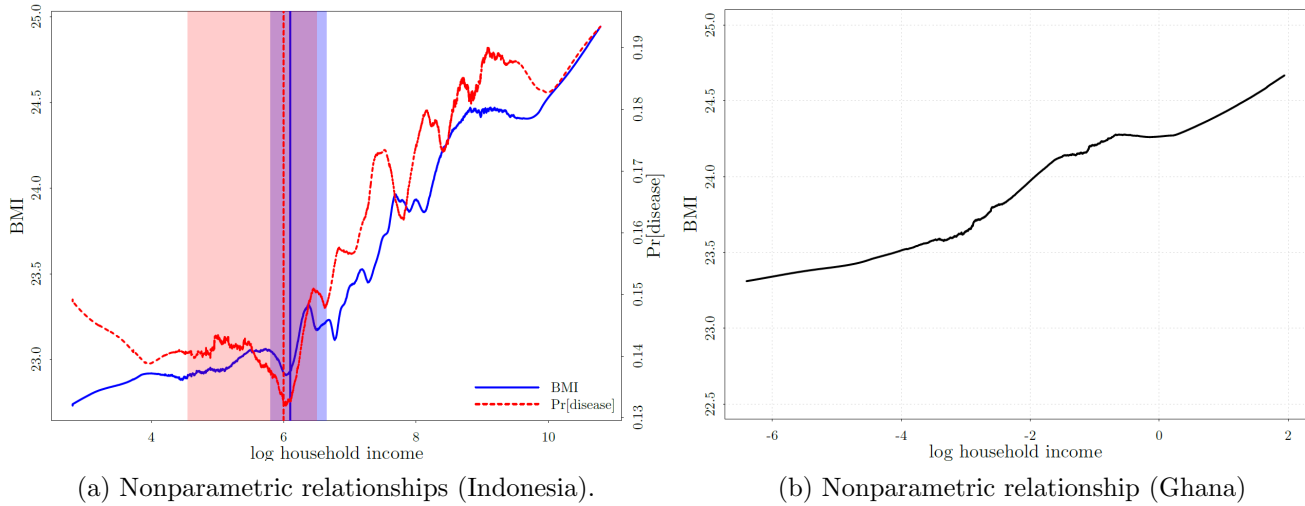 25.0
24.5
24.0
23.5
23.0
BMI
0.19
0.18
0.17
0.16
0.15
0.14
0.13
Pr[disease]
BMI
Pr[disease]
4 6 8 10
log household income
(a) Nonparametric relationships (Indonesia).
25.0
24.5
24.0
23.5
23.0
22.5
BMI
-6 -4 -2 0 2
log household income
(b) Nonparametric relationship (Ghana)